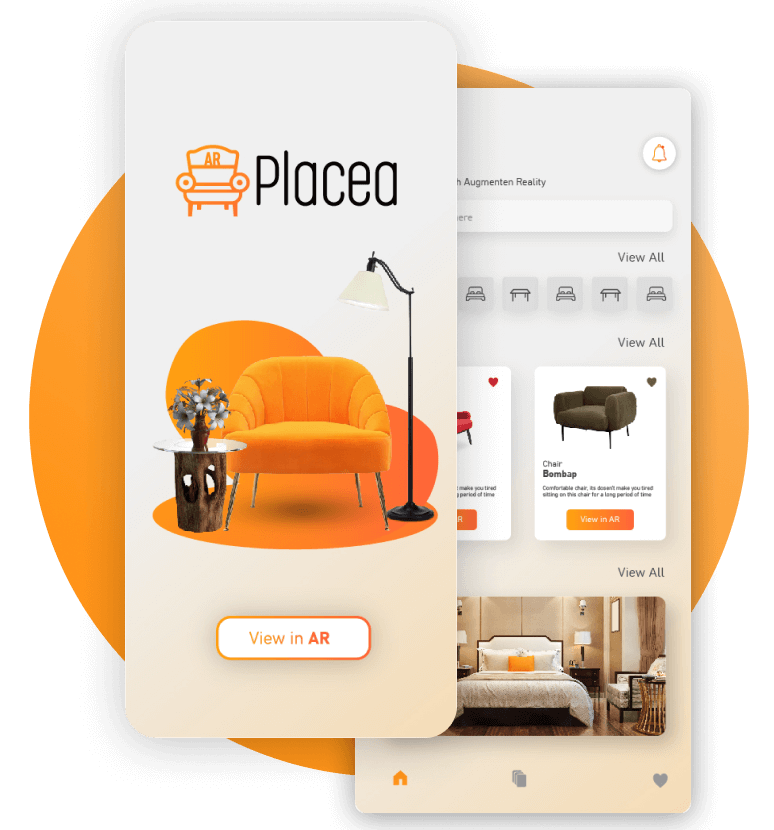 AR
Placea
View in AR
h Augmenten Reality
here
View All
View All
make you tired
period of time
R
Chair
Bombap
Comfortable chair, its dosen't make you tired
sitting on this chair for a long period of time
View in AR
View All